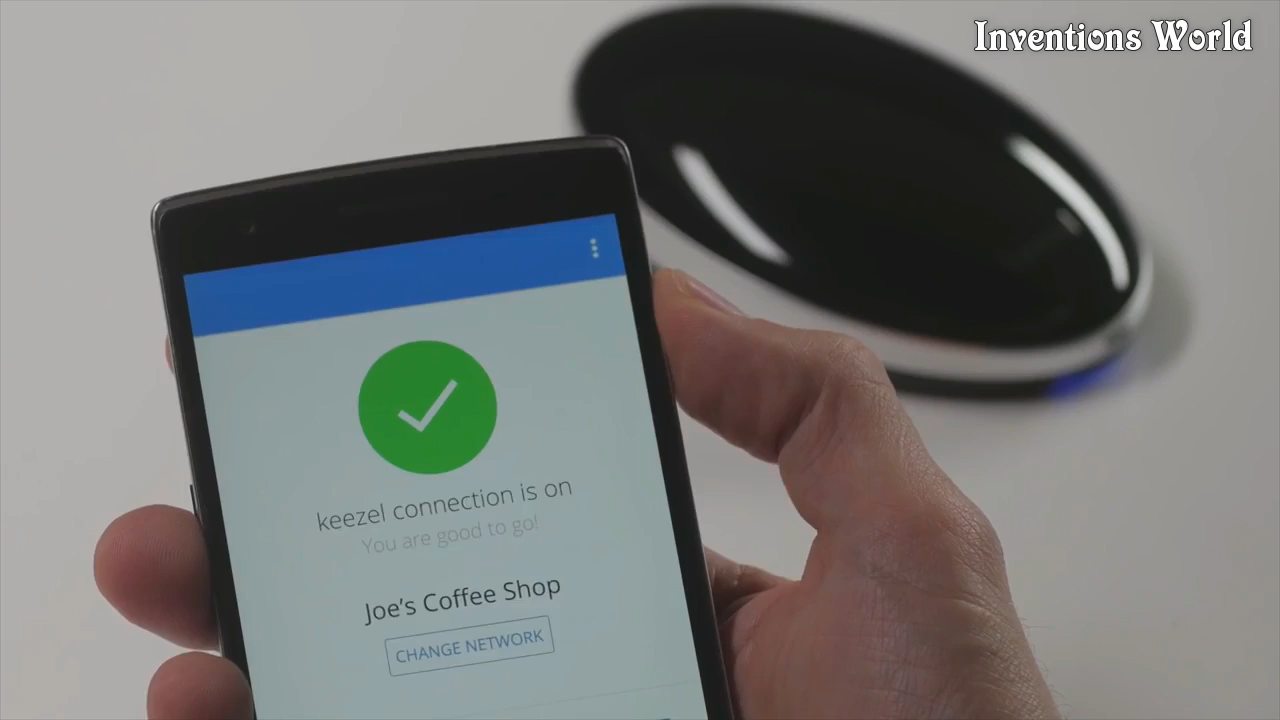 Inventions World
keezel connection is on
You are good to go!
Joe's Coffee Shop
CHANGE NETWORK